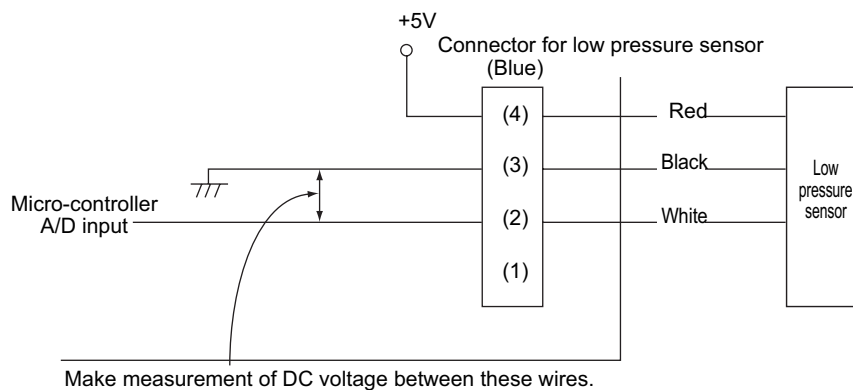 +5V
Connector for low pressure sensor
(Blue)
(4)
Red
(3)
Black
Low
pressure
sensor
Micro-controller
A/D input
(2)
White
(1)
Make measurement of DC voltage between these wires.